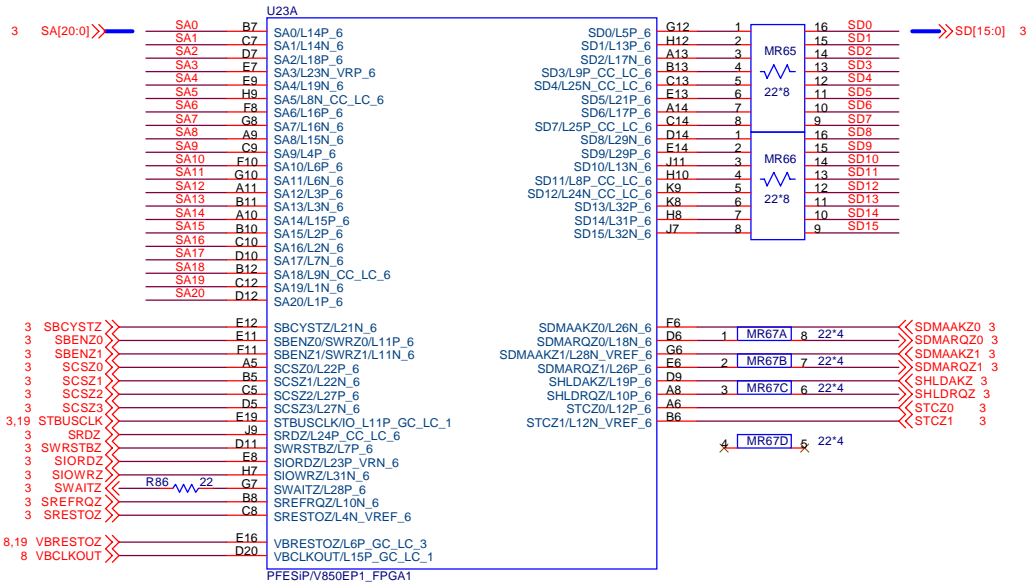 U23A
3 SA[20:0]
SA0 B7 SA0/L14P_6
SA1 C7 SA1/L14N_6
SA2 D7 SA2/L18P_6
SA3 E7 SA3/L23N_VRP_6
SA4 E9 SA4/L19N_6
SA5 H9 SA5/L8N_CC_LC_6
SA6 F8 SA6/L16P_6
SA7 G8 SA7/L16N_6
SA8 A9 SA8/L15N_6
SA9 C9 SA9/L4P_6
SA10 F10 SA10/L6P_6
SA11 G10 SA11/L6N_6
SA12 A11 SA12/L3P_6
SA13 B11 SA13/L3N_6
SA14 A10 SA14/L15P_6
SA15 B10 SA15/L2P_6
SA16 C10 SA16/L2N_6
SA17 D10 SA17/L7N_6
SA18 B12 SA18/L9N_CC_LC_6
SA19 C12 SA19/L1N_6
SA20 D12 SA20/L1P_6
3 SBCYSTZ E12 SBCYSTZ/L21N_6
3 SBENZ0 E11 SBENZ0/SWRZ0/L11P_6
3 SBENZ1 F11 SBENZ1/SWRZ1/L11N_6
3 SCSZ0 A5 SCSZ0/L22P_6
3 SCSZ1 B5 SCSZ1/L22N_6
3 SCSZ2 C5 SCSZ2/L27P_6
3 SCSZ3 D5 SCSZ3/L27N_6
3,19 STBUSCLK E19 STBUSCLK/IO_L11P_GC_LC_1
3 SRDZ J9 SRDZ/L24P_CC_LC_6
3 SWRSTBZ D11 SWRSTBZ/L7P_6
3 SIORDZ E8 SIORDZ/L23P_VRN_6
3 SIOWRZ H7 SIOWRZ/L31N_6
3 SWAITZ R86 22 G7 SWAITZ/L28P_6
3 SREFRQZ B8 SREFRQZ/L10N_6
3 SRESTOZ C8 SRESTOZ/L4N_VREF_6
8,19 VBRESTOZ E16 VBRESTOZ/L6P_GC_LC_3
8 VBCLKOUT D20 VBCLKOUT/L15P_GC_LC_1
SD0/L5P_6 G12 1 16 SD0
SD1/L13P_6 H12 2 15 SD1
SD2/L17N_6 A13 3 14 SD2
SD3/L9P_CC_LC_6 B13 4 13 SD3
SD4/L25N_CC_LC_6 C13 5 12 SD4
SD5/L21P_6 E13 6 11 SD5
SD6/L17P_6 A14 7 10 SD6
SD7/L25P_CC_LC_6 C14 8 9 SD7
MR65
22*8
SD[15:0] 3
SD8/L29N_6 D14 1 16 SD8
SD9/L29P_6 E14 2 15 SD9
SD10/L13N_6 J11 3 14 SD10
SD11/L8P_CC_LC_6 H10 4 13 SD11
SD12/L24N_CC_LC_6 K9 5 12 SD12
SD13/L32P_6 K8 6 11 SD13
SD14/L31P_6 H8 7 10 SD14
SD15/L32N_6 J7 8 9 SD15
MR66
22*8
SDMAAKZ0/L26N_6 F6 SDMAAKZ0 3
SDMARQZ0/L18N_6 D6 1 MR67A 8 22*4 SDMARQZ0 3
SDMAAKZ1/L28N_VREF_6 G6 SDMAAKZ1 3
SDMARQZ1/L26P_6 E6 2 MR67B 7 22*4 SDMARQZ1 3
SHLDAKZ/L19P_6 D9 SHLDAKZ 3
SHLDRQZ/L10P_6 A8 3 MR67C 6 22*4 SHLDRQZ 3
STCZ0/L12P_6 A6 STCZ0 3
STCZ1/L12N_VREF_6 B6 STCZ1 3
4 MR67D 5 22*4
PFESiP/V850EP1_FPGA1